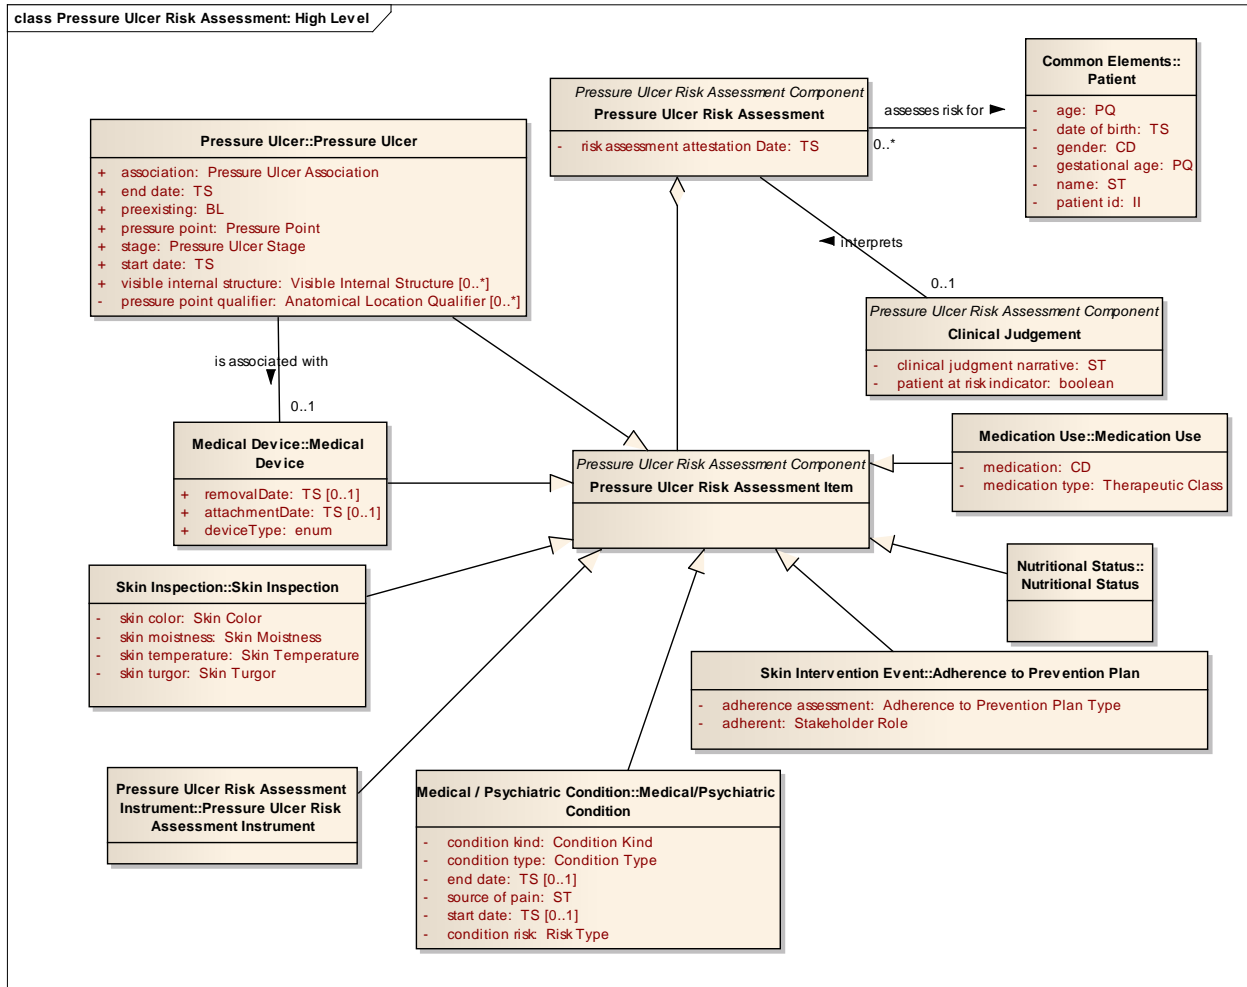 class Pressure Ulcer Risk Assessment: High Level
Common Elements::
Patient
- age: PQ
- date of birth: TS
- gender: CD
- gestational age: PQ
- name: ST
- patient id: II
Pressure Ulcer Risk Assessment Component
Pressure Ulcer Risk Assessment
- risk assessment attestation Date: TS
assesses risk for
0..*
Pressure Ulcer::Pressure Ulcer
+ association: Pressure Ulcer Association
+ end date: TS
+ preexisting: BL
+ pressure point: Pressure Point
+ stage: Pressure Ulcer Stage
+ start date: TS
+ visible internal structure: Visible Internal Structure [0..*]
- pressure point qualifier: Anatomical Location Qualifier [0..*]
interprets
0..1
Pressure Ulcer Risk Assessment Component
Clinical Judgement
- clinical judgment narrative: ST
- patient at risk indicator: boolean
is associated with
0..1
Medical Device::Medical
Device
+ removalDate: TS [0..1]
+ attachmentDate: TS [0..1]
+ deviceType: enum
Pressure Ulcer Risk Assessment Component
Pressure Ulcer Risk Assessment Item
Medication Use::Medication Use
- medication: CD
- medication type: Therapeutic Class
Nutritional Status::
Nutritional Status
Skin Inspection::Skin Inspection
- skin color: Skin Color
- skin moistness: Skin Moistness
- skin temperature: Skin Temperature
- skin turgor: Skin Turgor
Skin Intervention Event::Adherence to Prevention Plan
- adherence assessment: Adherence to Prevention Plan Type
- adherent: Stakeholder Role
Pressure Ulcer Risk Assessment
Instrument::Pressure Ulcer Risk
Assessment Instrument
Medical / Psychiatric Condition::Medical/Psychiatric
Condition
- condition kind: Condition Kind
- condition type: Condition Type
- end date: TS [0..1]
- source of pain: ST
- start date: TS [0..1]
- condition risk: Risk Type